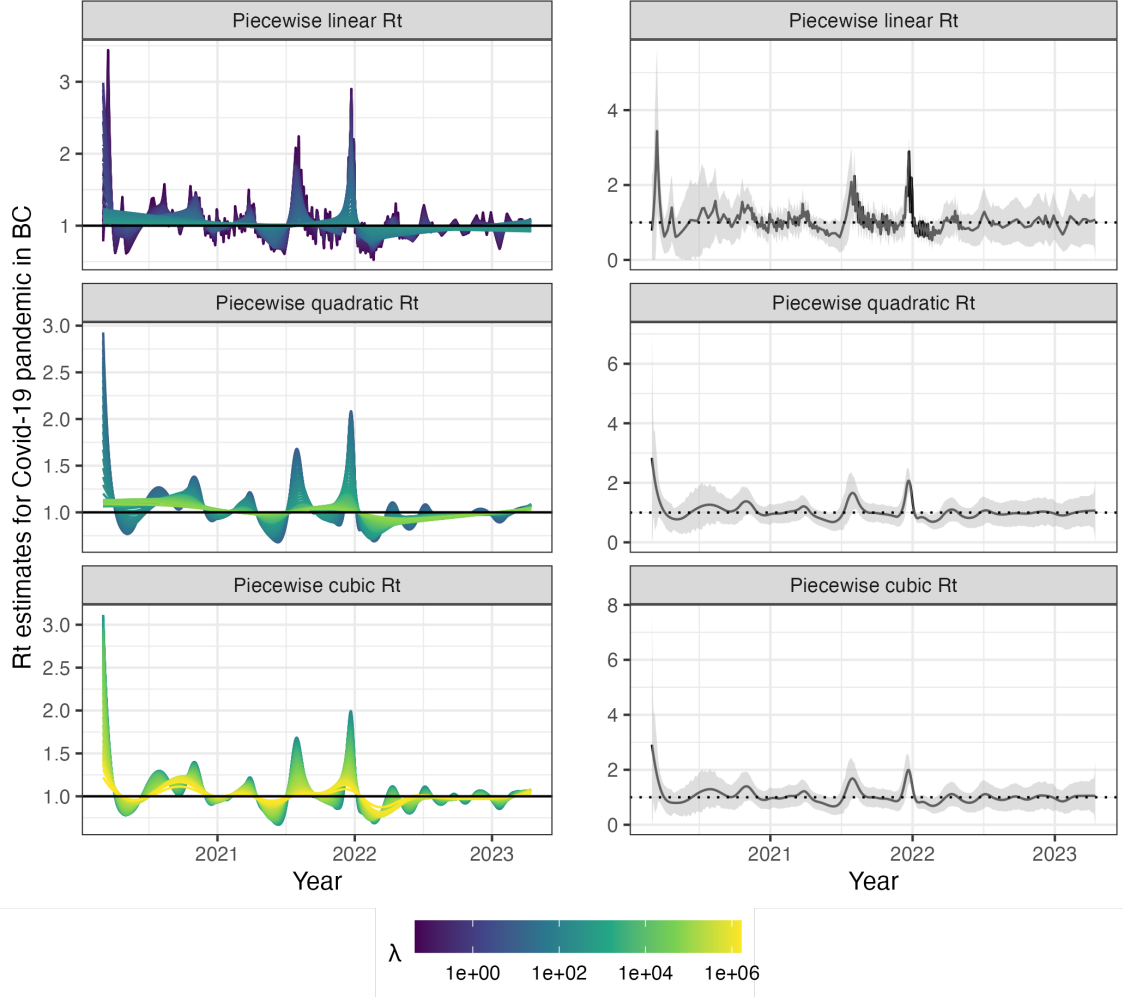 Piecewise linear Rt
Piecewise linear Rt
3
2
1
4
2
0
Piecewise quadratic Rt
Piecewise quadratic Rt
3.0
2.5
2.0
1.5
1.0
6
4
2
0
Piecewise cubic Rt
Piecewise cubic Rt
3.0
2.5
2.0
1.5
1.0
8
6
4
2
0
Rt estimates for Covid-19 pandemic in BC
2021 2022 2023
2021 2022 2023
Year
Year
λ
1e+00 1e+02 1e+04 1e+06